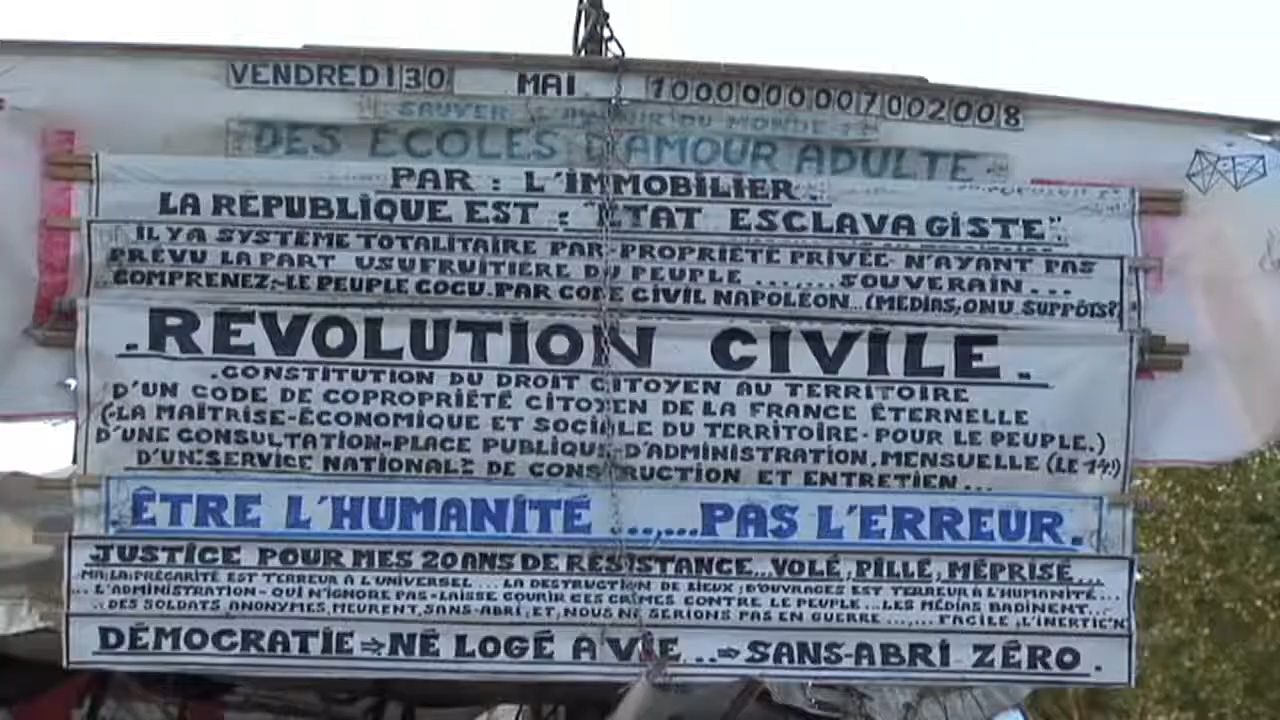 VENDREDI 30 MAI 1000000007002008
SAUVER L'AMOUR DU MONDE
DES ÉCOLES D'AMOUR ADULTE
PAR : L'IMMOBILIER.
LA RÉPUBLIQUE EST : "ÉTAT ESCLAVAGISTE"
IL Y A SYSTÈME TOTALITAIRE PAR PROPRIÉTÉ PRIVÉE N'AYANT PAS
PRÉVU LA PART USUFRUITIÈRE DU PEUPLE ....... SOUVERAIN...
COMPRENEZ:-LE PEUPLE COCU.PAR CODE CIVIL NAPOLÉON...(MÉDIAS,ONU SUPPÔTS?)
.RÉVOLUTION CIVILE.
.CONSTITUTION DU DROIT CITOYEN AU TERRITOIRE
D'UN CODE DE COPROPRIÉTÉ CITOYEN DE LA FRANCE ÉTERNELLE
(-LA MAÎTRISE-ÉCONOMIQUE ET SOCIALE DU TERRITOIRE-POUR LE PEUPLE.)
D'UNE CONSULTATION-PLACE PUBLIQUE-D'ADMINISTRATION.MENSUELLE (LE 14!)
D'UN SERVICE NATIONAL DE CONSTRUCTION ET ENTRETIEN...
ÊTRE L'HUMANITÉ ...,...PAS L'ERREUR.
JUSTICE POUR MES 20 ANS DE RÉSISTANCE...VOLÉ,PILLÉ,MÉPRISÉ...
LA PRÉCARITÉ EST TERREUR À L'UNIVERSEL ... LA DESTRUCTION DE LIEUX ;D'OUVRAGES EST TERREUR À L'HUMANITÉ...
... L'ADMINISTRATION - QUI N'IGNORE PAS-LAISSE COURIR CES CRIMES CONTRE LE PEUPLE ...LES MÉDIAS BADINENT...
..DES SOLDATS ANONYMES,MEURENT,SANS-ABRI,ET,NOUS NE SERIONS PAS EN GUERRE ...,... FACILE ,L'INERTIE
DÉMOCRATIE⇒NÉ LOGÉ A VIE ..⇒SANS-ABRI ZÉRO .